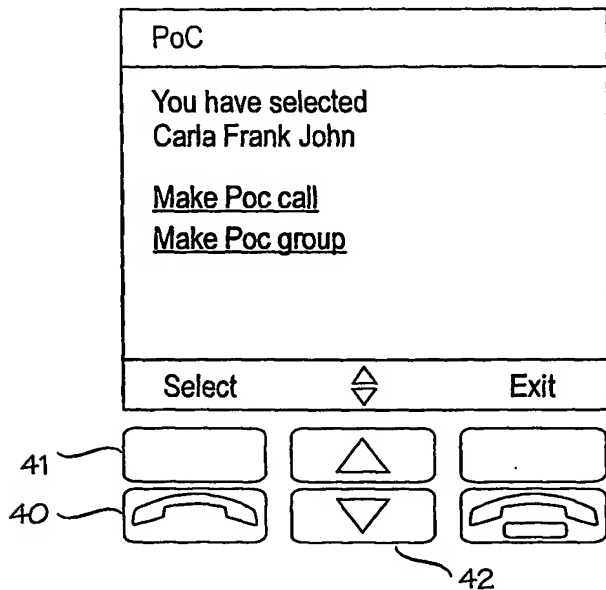 PoC
You have selected
Carla Frank John
Make Poc call
Make Poc group
Select Exit
41
40
42